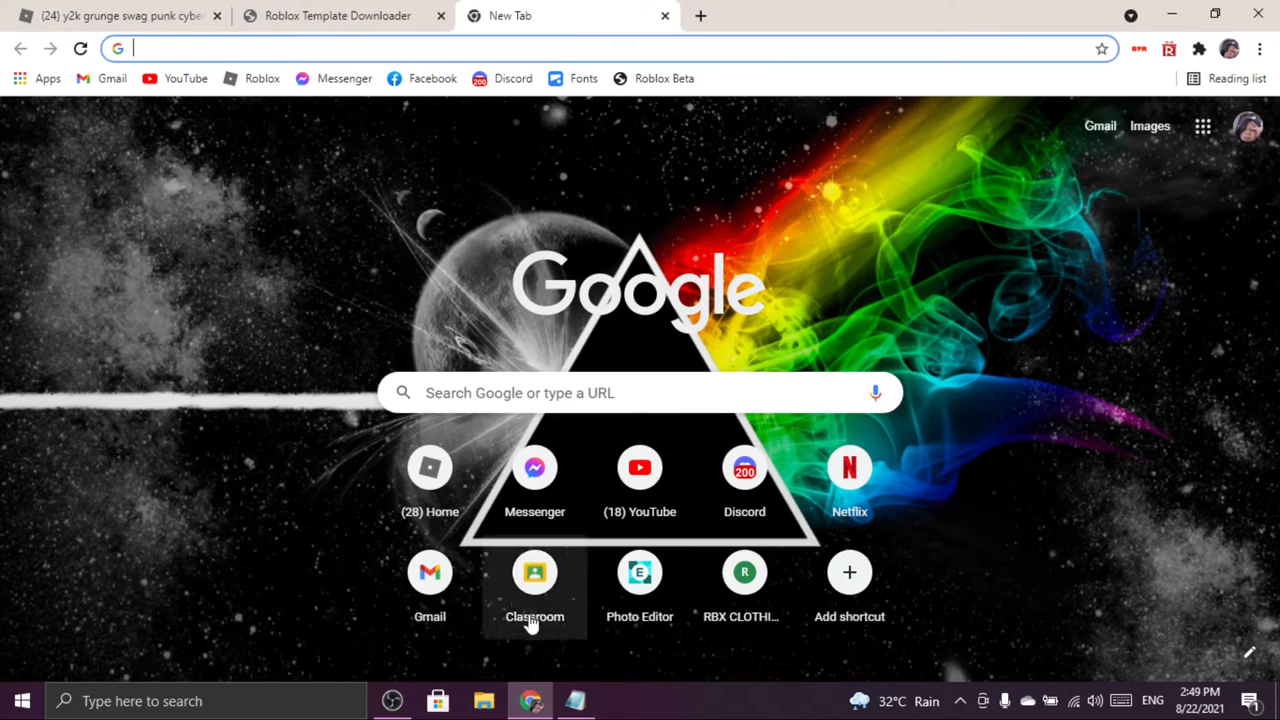 (24) y2k grunge swag punk cybe
Roblox Template Downloader
New Tab
Apps
Gmail
YouTube
Roblox
Messenger
Facebook
200
Discord
Fonts
Roblox Beta
Reading list
Gmail
Images
Google
Search Google or type a URL
200
N
(28) Home
Messenger
(18) YouTube
Discord
Netflix
E
R
Gmail
Classroom
Photo Editor
RBX CLOTHI...
Add shortcut
Type here to search
32°C Rain
ENG
2:49 PM
8/22/2021
1